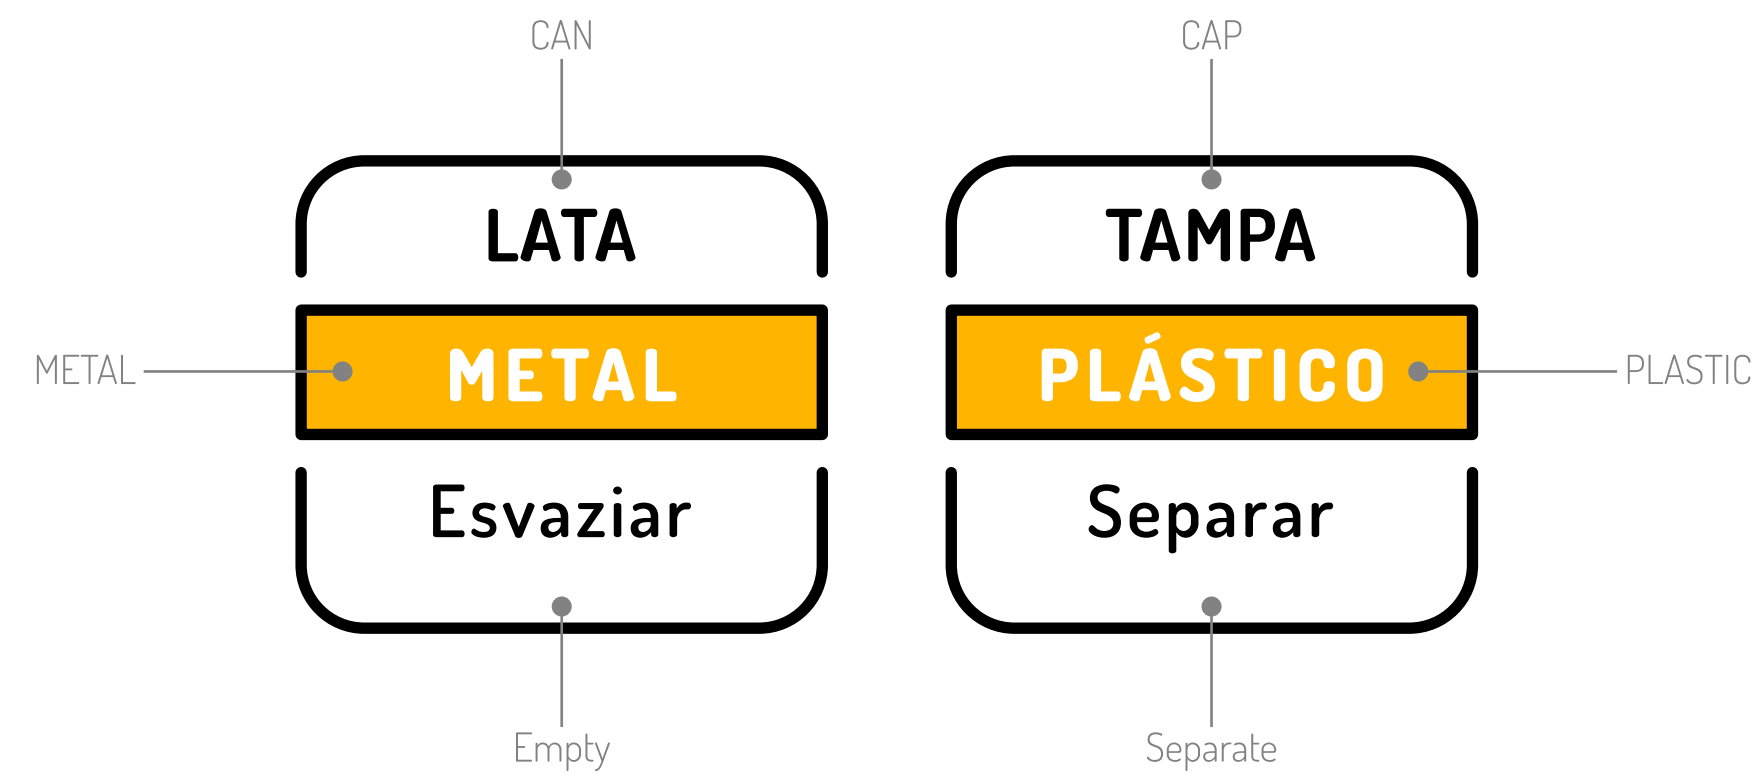 CAN
CAP
LATA
TAMPA
METAL
METAL
PLÁSTICO
PLASTIC
Esvaziar
Separar
Empty
Separate